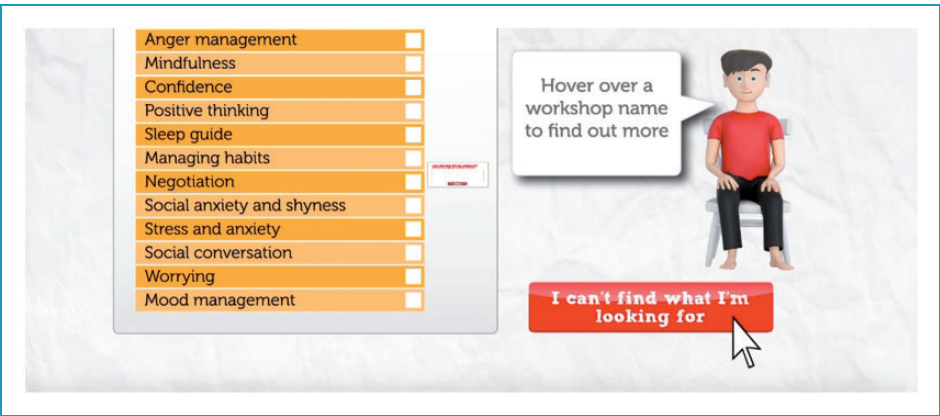 Anger management
Mindfulness
Confidence
Positive thinking
Sleep guide
Managing habits
Negotiation
Social anxiety and shyness
Stress and anxiety
Social conversation
Worrying
Mood management
Hover over a
workshop name
to find out more
I can't find what I'm
looking for